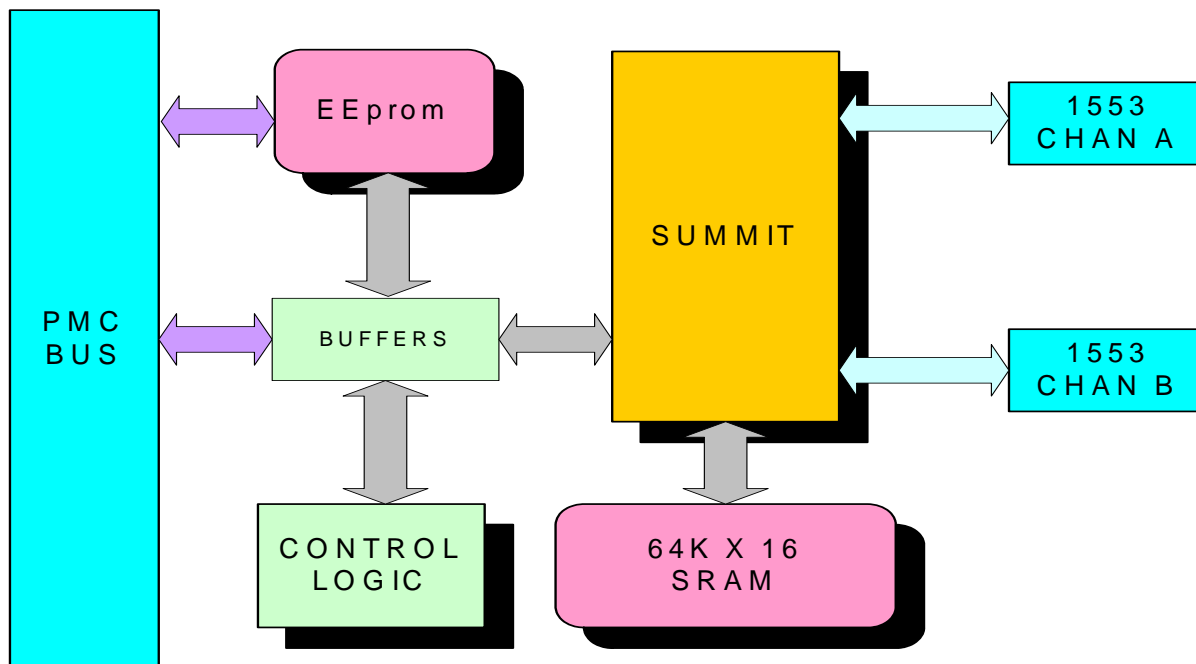 EEprom
1553
CHAN A
SUMMIT
PMC
BUS
BUFFERS
1553
CHAN B
CONTROL
LOGIC
64K X 16
SRAM